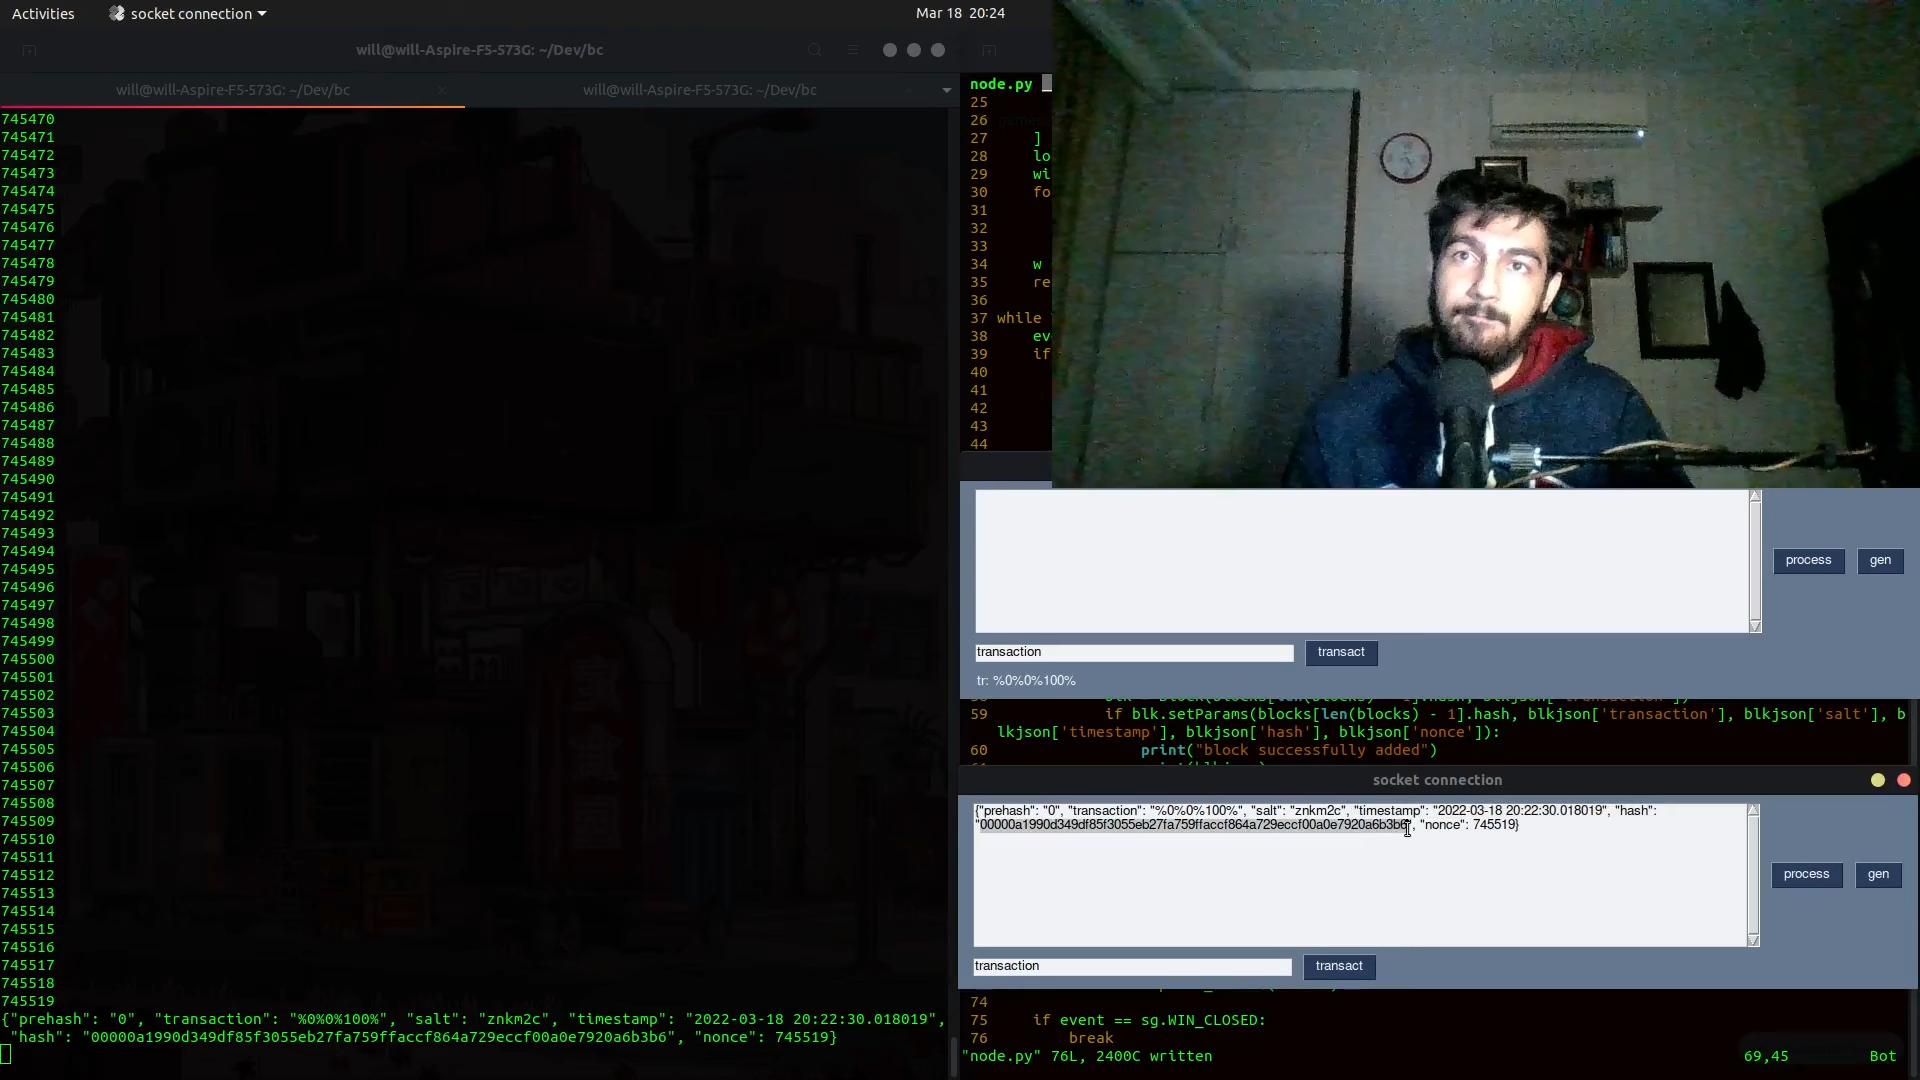 Activities
socket connection
Mar 18 20:24
will@will-Aspire-F5-573G: ~/Dev/bc
will@will-Aspire-F5-573G: ~/Dev/bc
will@will-Aspire-F5-573G: ~/Dev/bc
745470
745471
745472
745473
745474
745475
745476
745477
745478
745479
745480
745481
745482
745483
745484
745485
745486
745487
745488
745489
745490
745491
745492
745493
745494
745495
745496
745497
745498
745499
745500
745501
745502
745503
745504
745505
745506
745507
745508
745509
745510
745511
745512
745513
745514
745515
745516
745517
745518
745519
{"prehash": "0", "transaction": "%0%0%100%", "salt": "znkm2c", "timestamp": "2022-03-18 20:22:30.018019",
"hash": "00000a1990d349df85f3055eb27fa759ffaccf864a729eccf00a0e7920a6b3b6", "nonce": 745519}
node.py
25
26
27 ]
28 lo
29 wi
30 fo
31
32
33
34 w
35 re
36
37 while
38 ev
39 if
40
41
42
43
44
process
gen
transaction
transact
tr: %0%0%100%
59 if blk.setParams(blocks[len(blocks) - 1].hash, blkjson['transaction'], blkjson['salt'], b
lkjson['timestamp'], blkjson['hash'], blkjson['nonce']):
60 print("block successfully added")
socket connection
{"prehash": "0", "transaction": "%0%0%100%", "salt": "znkm2c", "timestamp": "2022-03-18 20:22:30.018019", "hash":
"00000a1990d349df85f3055eb27fa759ffaccf864a729eccf00a0e7920a6b3b6", "nonce": 745519}
process
gen
transaction
transact
74
75 if event == sg.WIN_CLOSED:
76 break
"node.py" 76L, 2400C written
69,45
Bot